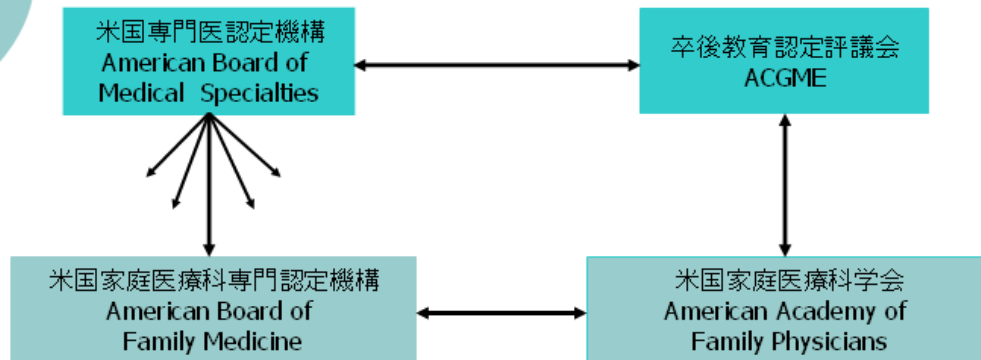 米国専門医認定機構
American Board of
Medical Specialties
卒後教育認定評議会
ACGME
米国家庭医療科専門認定機構
American Board of
Family Medicine
米国家庭医療科学会
American Academy of
Family Physicians